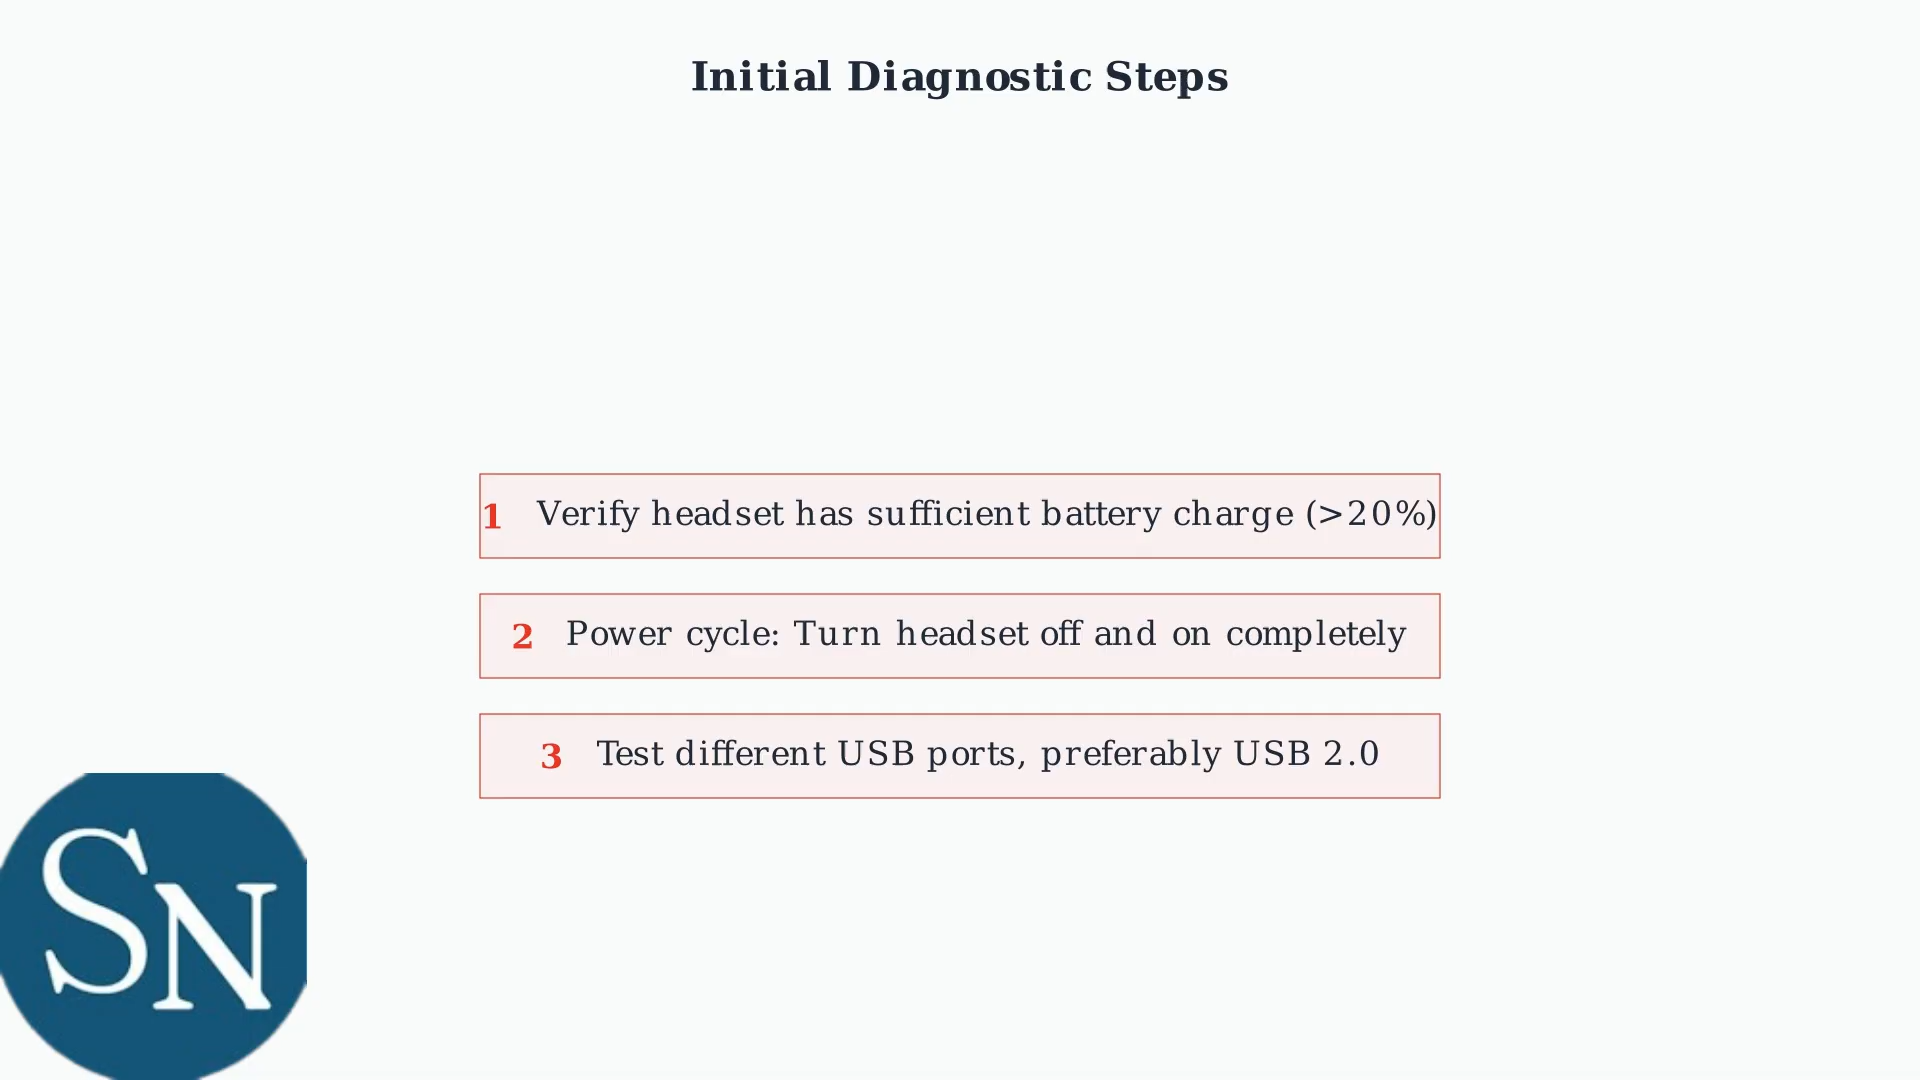 Initial Diagnostic Steps
1 Verify headset has sufficient battery charge (>20%)
2 Power cycle: Turn headset off and on completely
3 Test different USB ports, preferably USB 2.0
SN